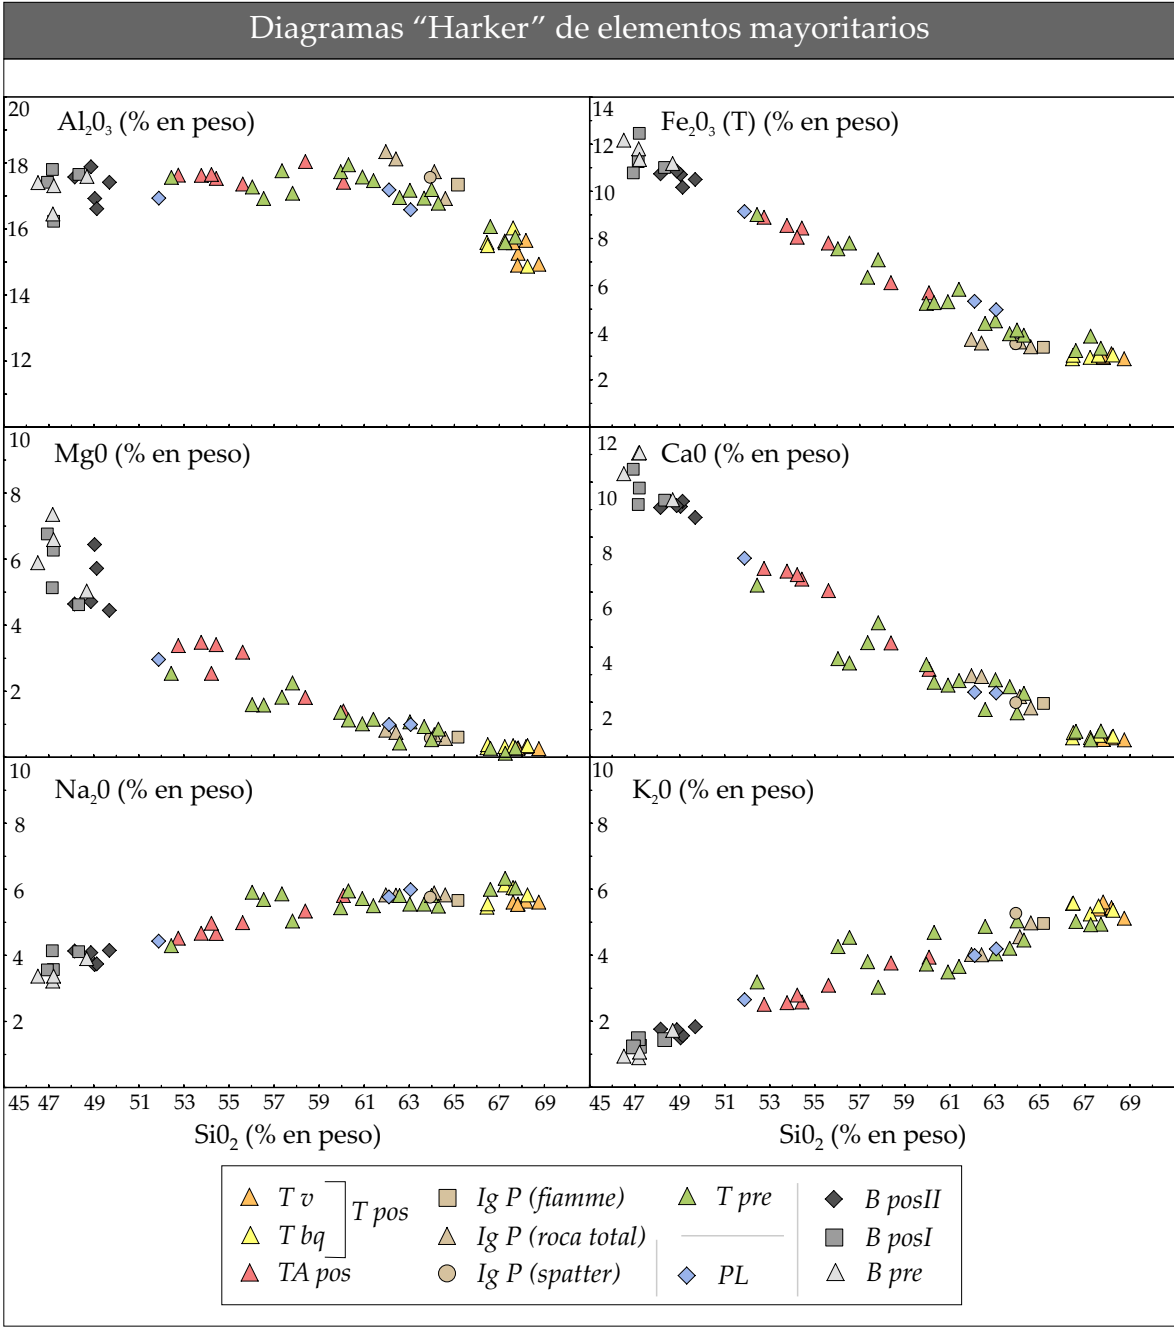 Diagramas “Harker” de elementos mayoritarios
Al₂0₃ (% en peso)
20
18
16
14
12
Fe₂0₃ (T) (% en peso)
14
12
10
8
6
4
2
Mg0 (% en peso)
10
8
6
4
2
Ca0 (% en peso)
12
10
8
6
4
2
Na₂0 (% en peso)
10
8
6
4
2
K₂0 (% en peso)
10
8
6
4
2
45 47 49 51 53 55 57 59 61 63 65 67 69
45 47 49 51 53 55 57 59 61 63 65 67 69
Si0₂ (% en peso)
Si0₂ (% en peso)
T v
T bq
T pos
TA pos
Ig P (fiamme)
Ig P (roca total)
Ig P (spatter)
T pre
PL
B posII
B posI
B pre